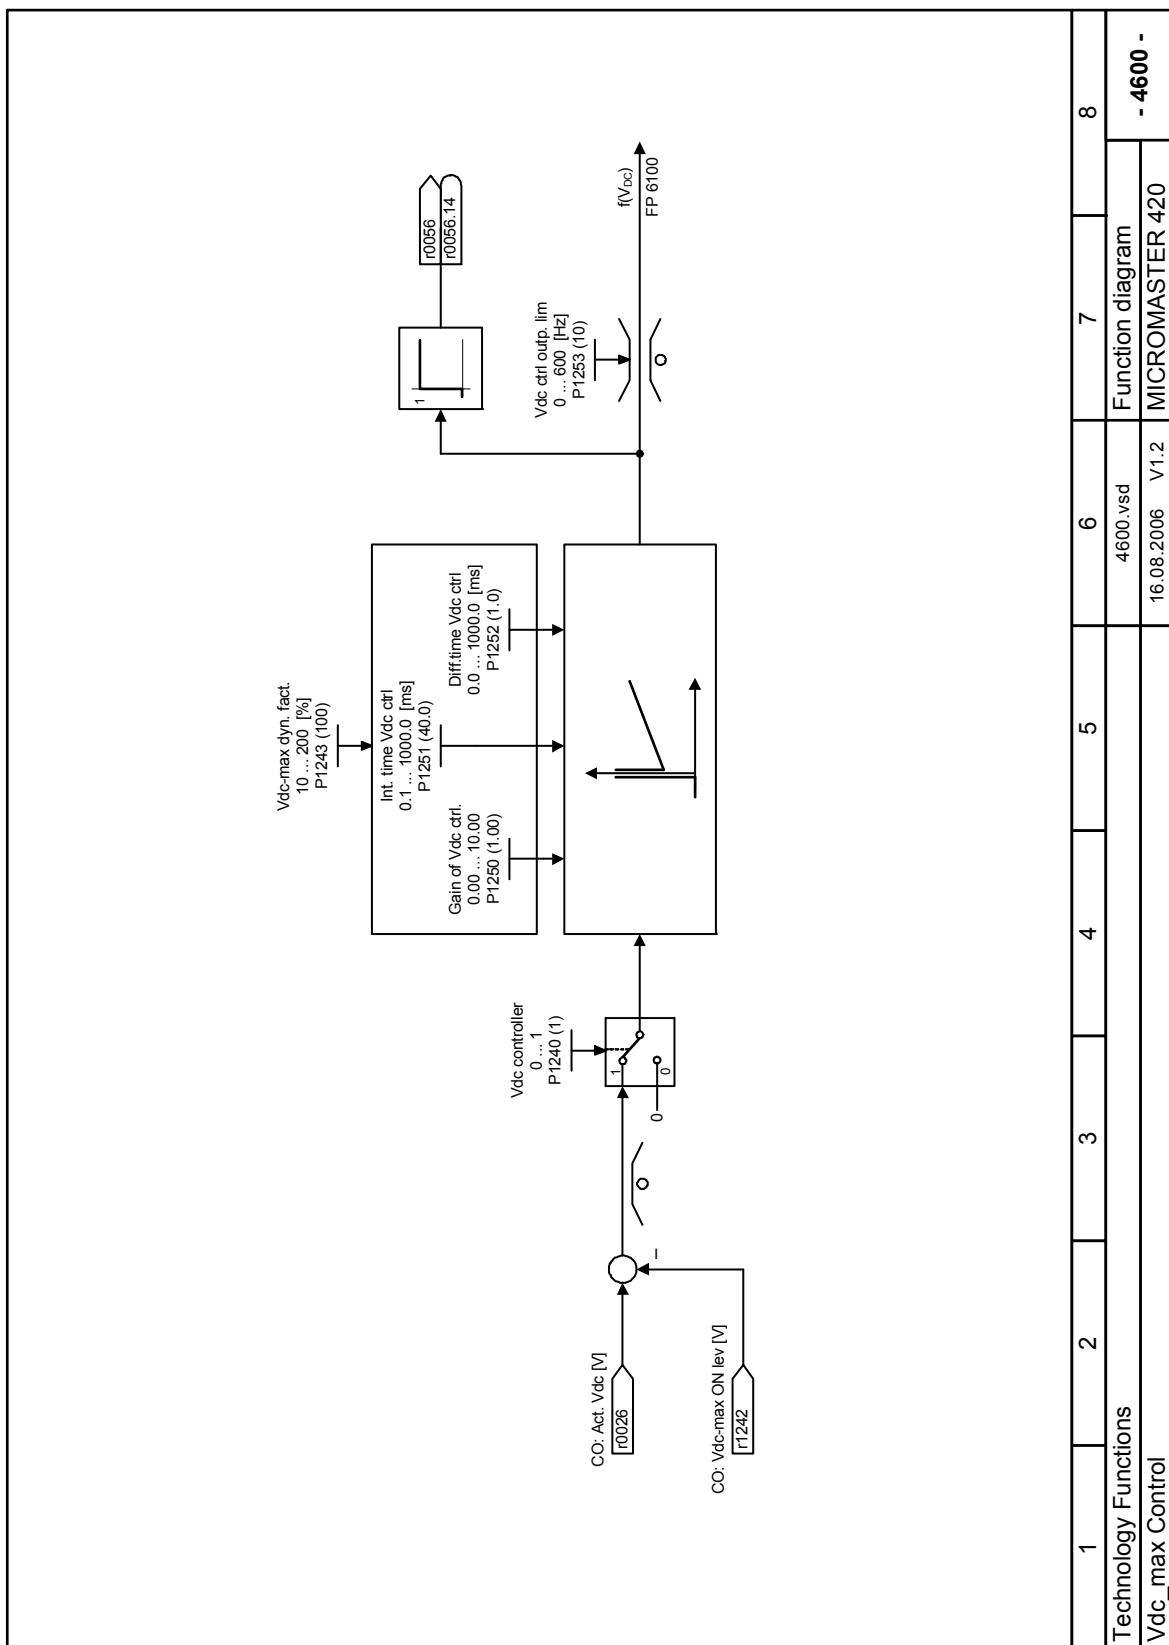 CO: Act. Vdc [V]
r0026
CO: Vdc-max ON lev [V]
r1242
–
Vdc controller
0 ... 1
P1240 (1)
1
0
0
Vdc-max dyn. fact.
10 ... 200 [%]
P1243 (100)
Gain of Vdc ctrl.
0.00 ... 10.00
P1250 (1.00)
Int. time Vdc ctrl
0.1 ... 1000.0 [ms]
P1251 (40.0)
Diff.time Vdc ctrl
0.0 ... 1000.0 [ms]
P1252 (1.0)
1
r0056
r0056.14
Vdc ctrl outp. lim
0 ... 600 [Hz]
P1253 (10)
f(VDC)
FP 6100
1 2 3 4 5 6 7 8
Technology Functions 4600.vsd Function diagram
- 4600 -
Vdc_max Control 16.08.2006 V1.2 MICROMASTER 420